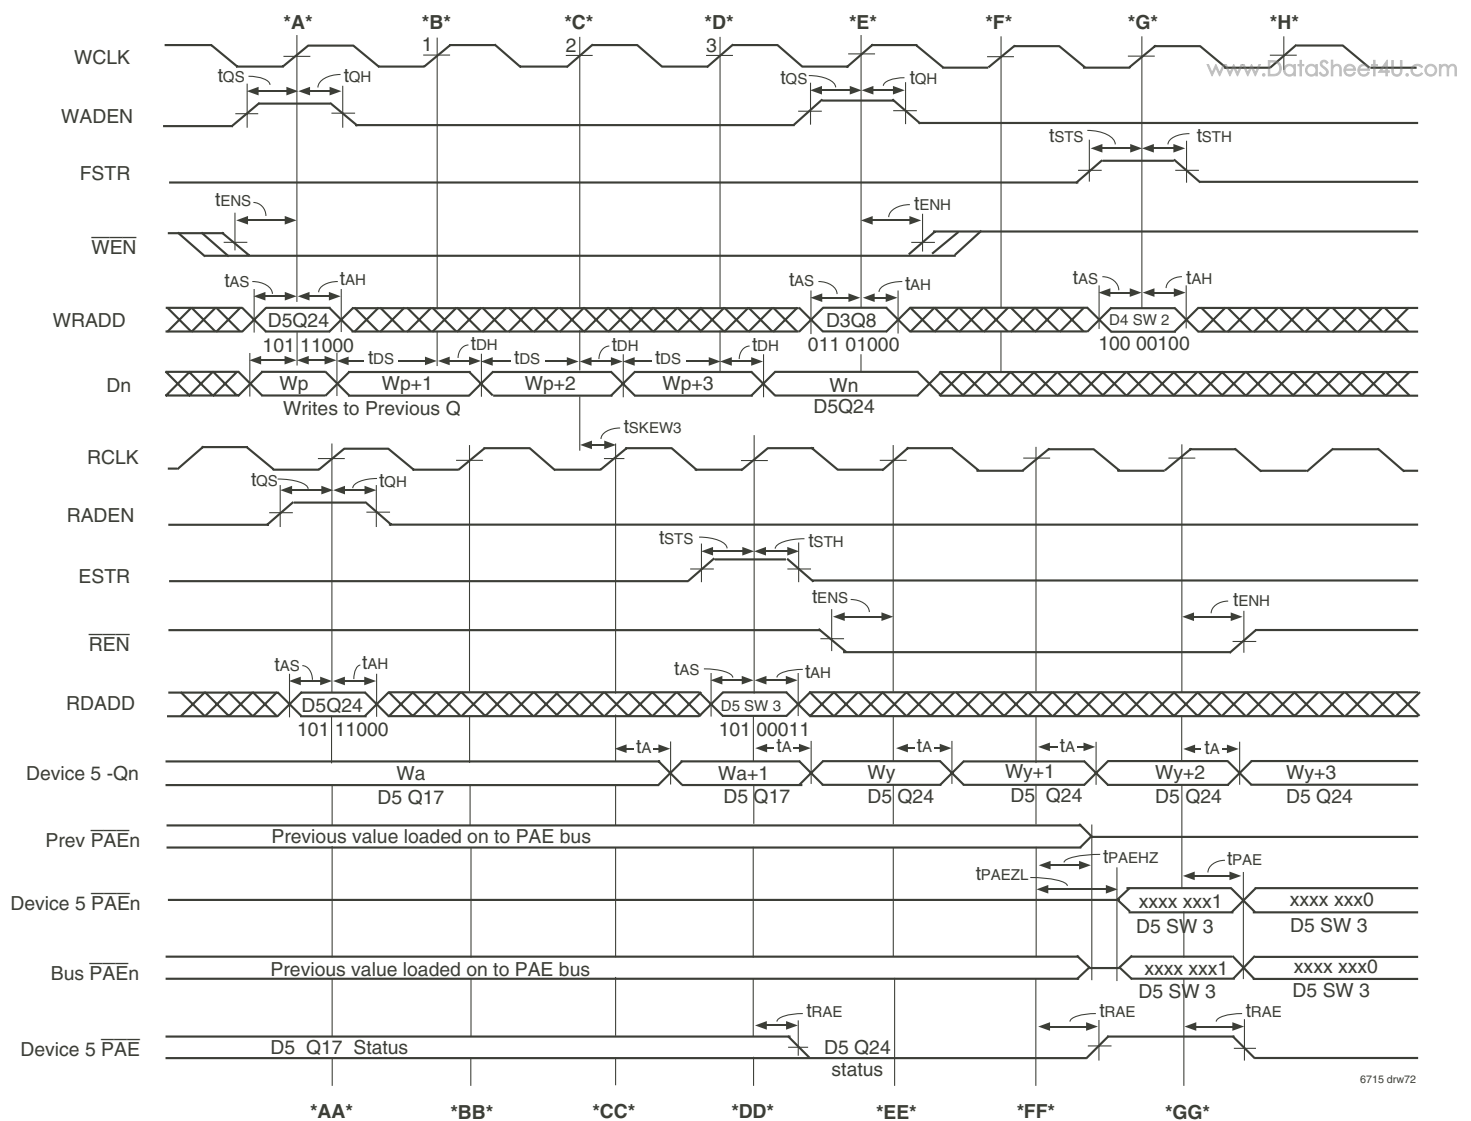 *A* *B* *C* *D* *E* *F* *G* *H*
WCLK 1 2 3
www.DataSheet4U.com
tQS tQH tQS tQH
WADEN
tSTS tSTH
FSTR
tENS tENH
WEN
tAS tAH tAS tAH tAS tAH
WRADD D5Q24 D3Q8 D4 SW 2
101 11000 011 01000 100 00100
tDS tDH tDS tDH tDS tDH
Dn Wp Wp+1 Wp+2 Wp+3 Wn
Writes to Previous Q D5Q24
tSKEW3
RCLK
tQS tQH
RADEN
tSTS tSTH
ESTR
tENS tENH
REN
tAS tAH tAS tAH
RDADD D5Q24 D5 SW 3
101 11000 101 00011
tA tA tA tA tA
Device 5 -Qn Wa Wa+1 Wy Wy+1 Wy+2 Wy+3
D5 Q17 D5 Q17 D5 Q24 D5 Q24 D5 Q24 D5 Q24
Prev PAEn Previous value loaded on to PAE bus
tPAEHZ tPAE
tPAEZL
Device 5 PAEn xxxx xxx1 xxxx xxx0
D5 SW 3 D5 SW 3
Bus PAEn Previous value loaded on to PAE bus xxxx xxx1 xxxx xxx0
D5 SW 3 D5 SW 3
tRAE tRAE tRAE
Device 5 PAE D5 Q17 Status D5 Q24
status
6715 drw72
*AA* *BB* *CC* *DD* *EE* *FF* *GG*